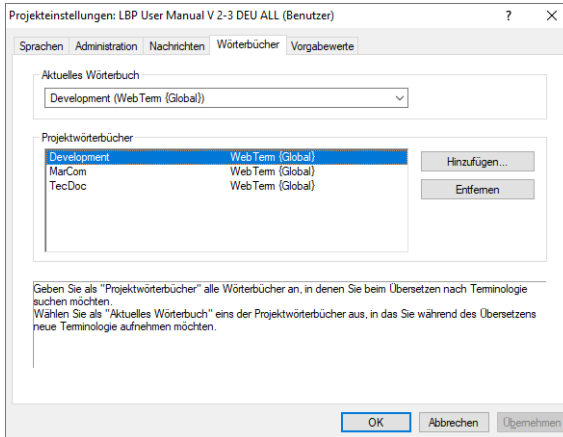 Projekteinstellungen: LBP User Manual V 2-3 DEU ALL (Benutzer)
Sprachen Administration Nachrichten Wörterbücher Vorgabewerte
Aktuelles Wörterbuch
Development (WebTerm {Global})
Projektwörterbücher
Development WebTerm {Global}
MarCom WebTerm {Global}
TecDoc WebTerm {Global}
Hinzufügen...
Entfernen
Geben Sie als "Projektwörterbücher" alle Wörterbücher an, in denen Sie beim Übersetzen nach Terminologie
suchen möchten.
Wählen Sie als "Aktuelles Wörterbuch" eins der Projektwörterbücher aus, in das Sie während des Übersetzens
neue Terminologie aufnehmen möchten.
OK Abbrechen Übernehmen